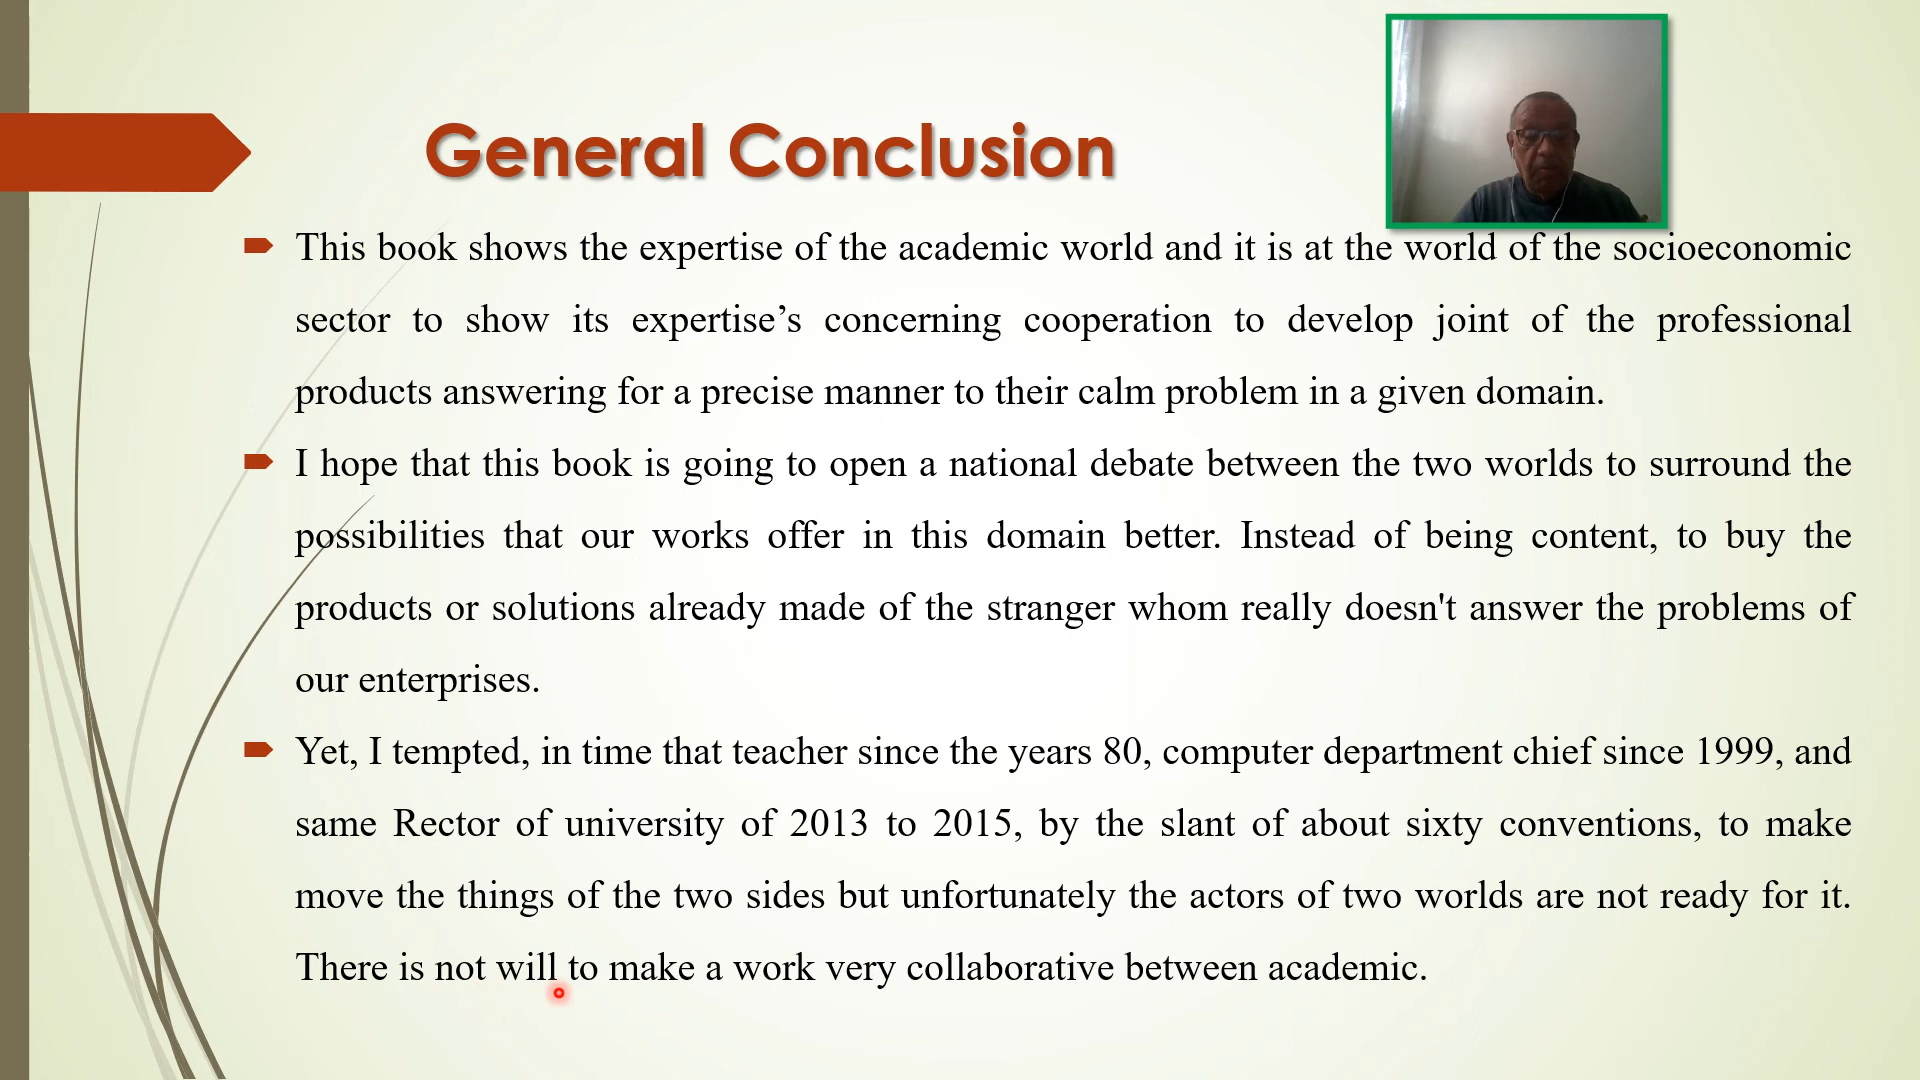 General Conclusion
This book shows the expertise of the academic world and it is at the world of the socioeconomic
sector to show its expertise’s concerning cooperation to develop joint of the professional
products answering for a precise manner to their calm problem in a given domain.
I hope that this book is going to open a national debate between the two worlds to surround the
possibilities that our works offer in this domain better. Instead of being content, to buy the
products or solutions already made of the stranger whom really doesn't answer the problems of
our enterprises.
Yet, I tempted, in time that teacher since the years 80, computer department chief since 1999, and
same Rector of university of 2013 to 2015, by the slant of about sixty conventions, to make
move the things of the two sides but unfortunately the actors of two worlds are not ready for it.
There is not will to make a work very collaborative between academic.